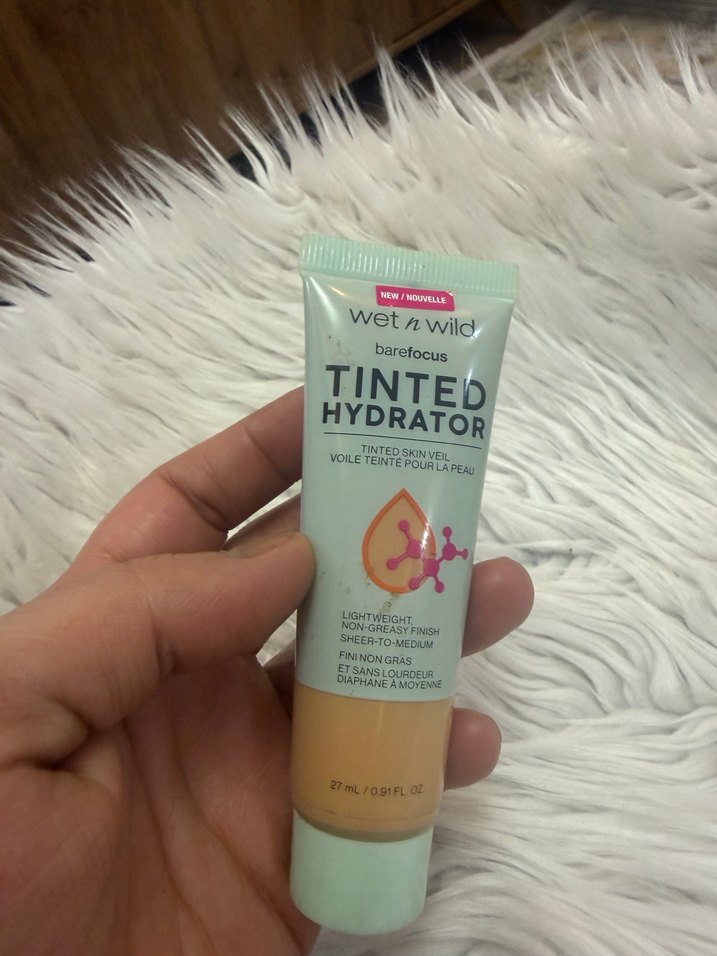 NEW / NOUVELLE
wet n wild
barefocus
TINTED
HYDRATOR
TINTED SKIN VEIL
VOILE TEINTÉ POUR LA PEAU
LIGHTWEIGHT,
NON-GREASY FINISH
SHEER-TO-MEDIUM
FINI NON GRAS
ET SANS LOURDEUR
DIAPHANE À MOYENNE
27 mL / 0.91 FL OZ.